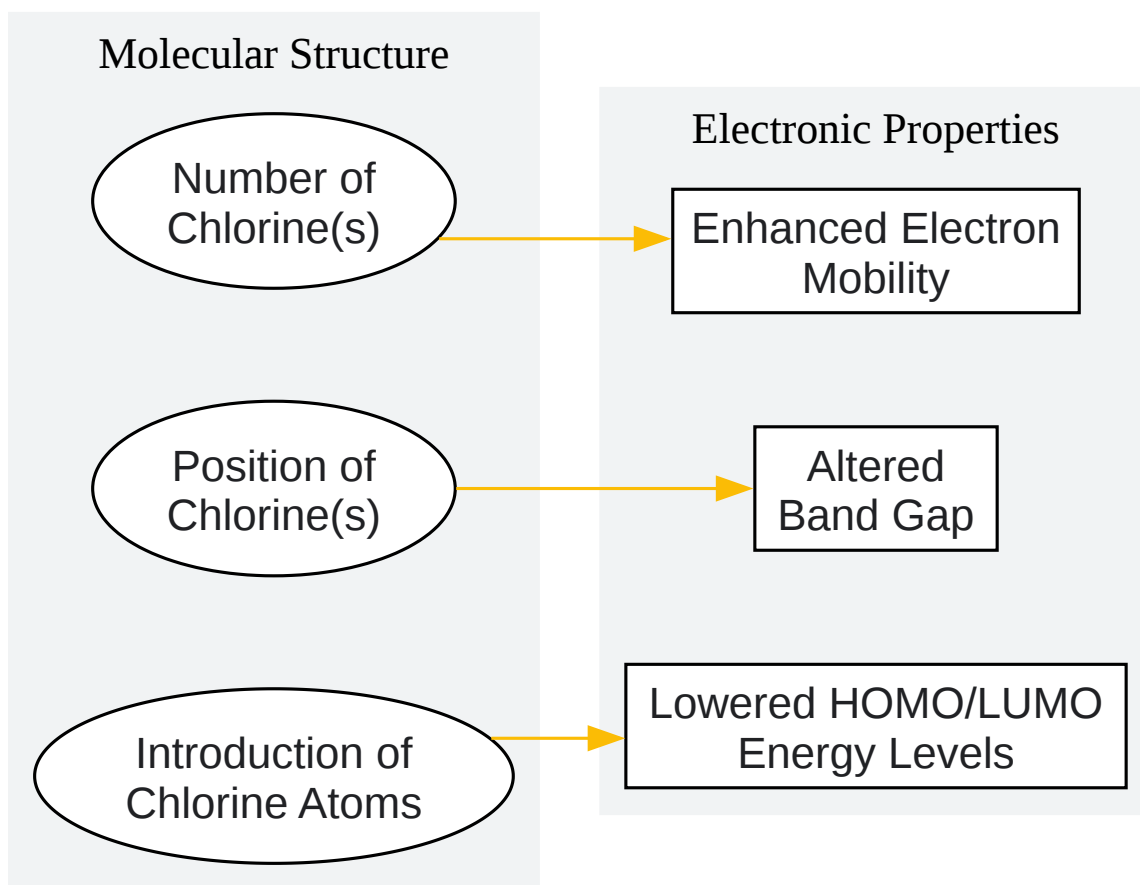 Molecular Structure
Number of
Chlorine(s)
Position of
Chlorine(s)
Introduction of
Chlorine Atoms
Electronic Properties
Enhanced Electron
Mobility
Altered
Band Gap
Lowered HOMO/LUMO
Energy Levels